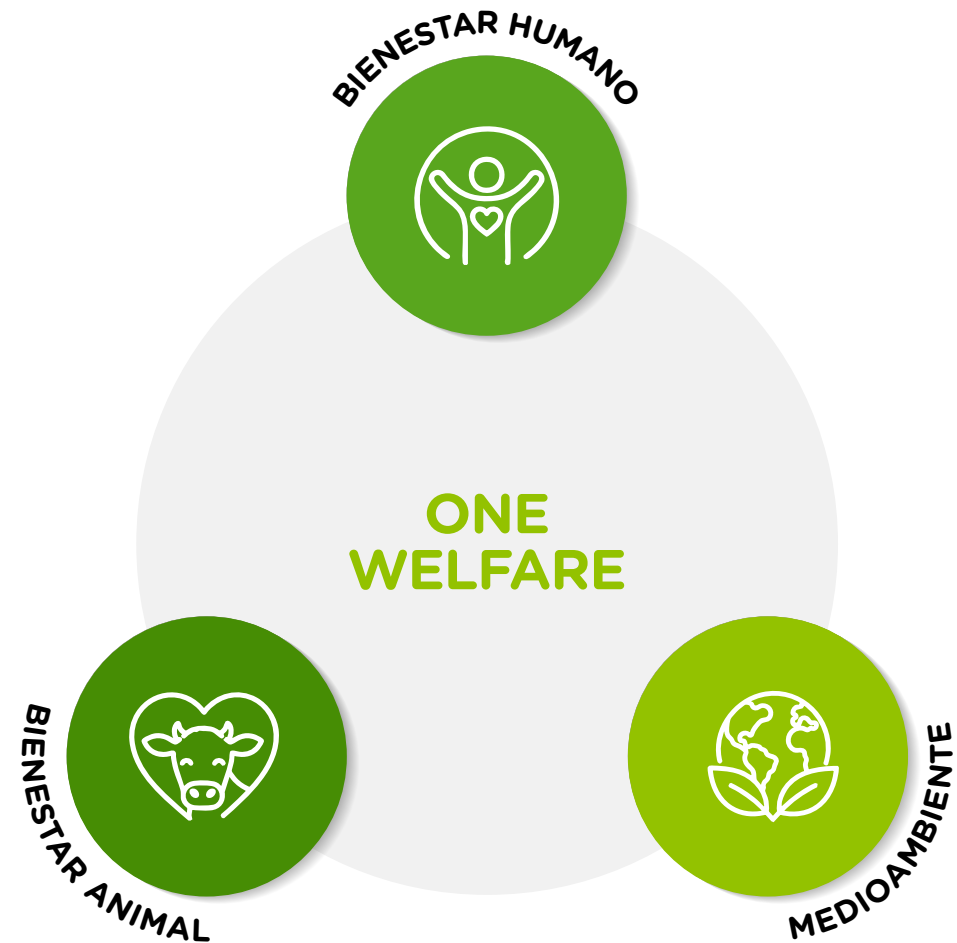 BIENESTAR HUMANO
ONE
WELFARE
BIENESTAR ANIMAL
MEDIOAMBIENTE